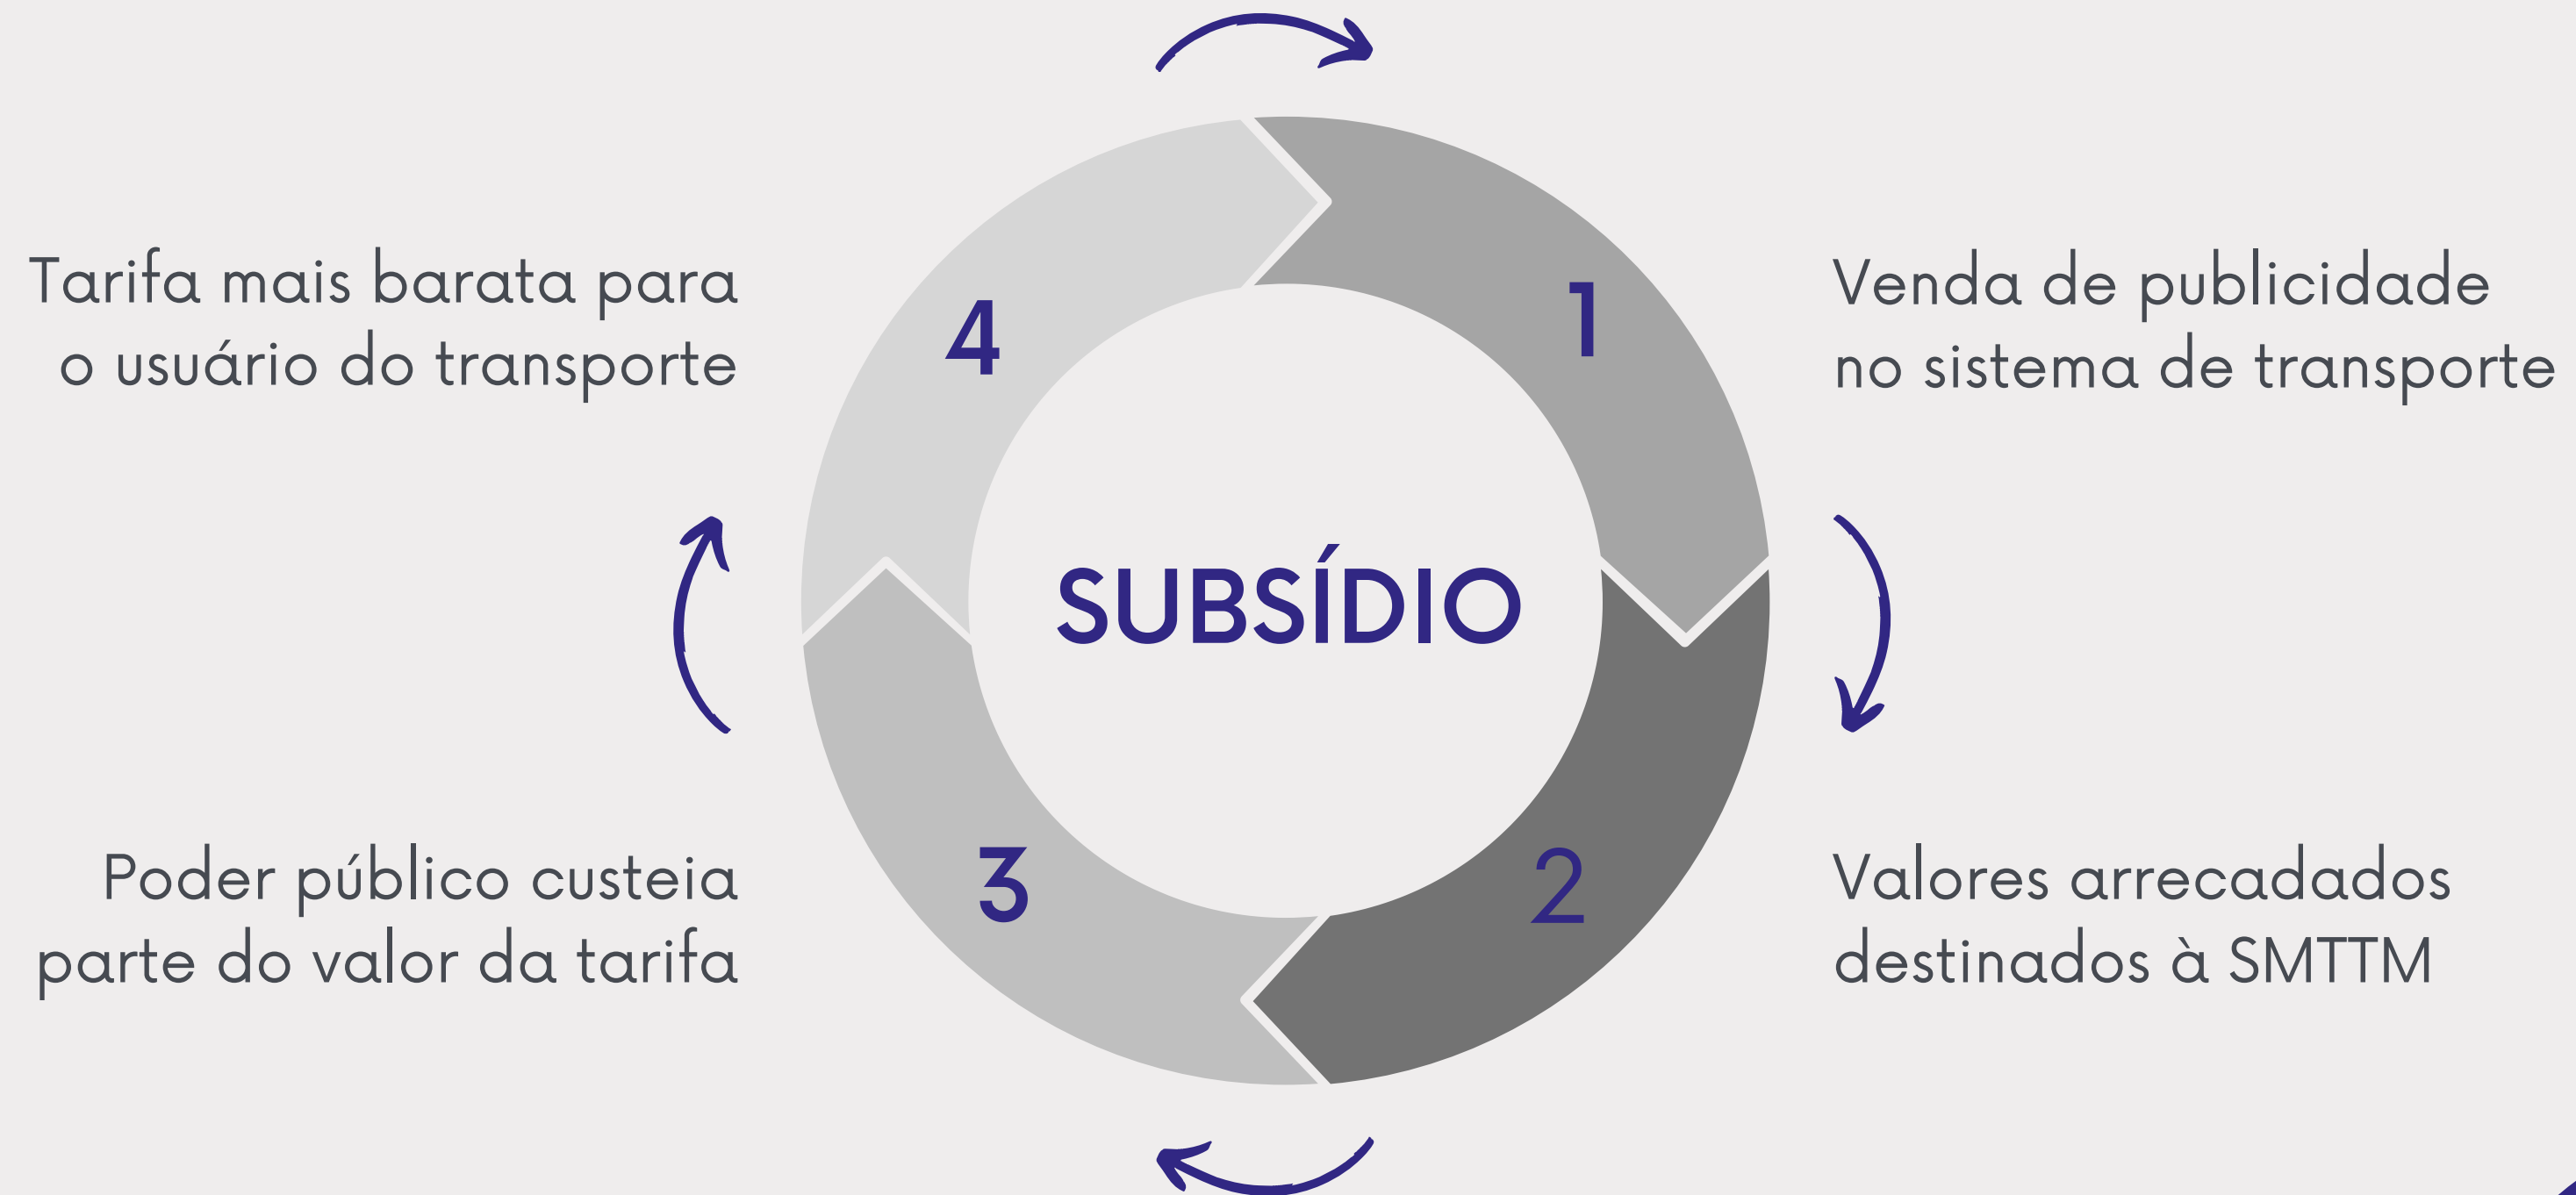 Tarifa mais barata para
o usuário do transporte
4
1
Venda de publicidade
no sistema de transporte
SUBSÍDIO
Poder público custeia
parte do valor da tarifa
3
2
Valores arrecadados
destinados à SMTTM